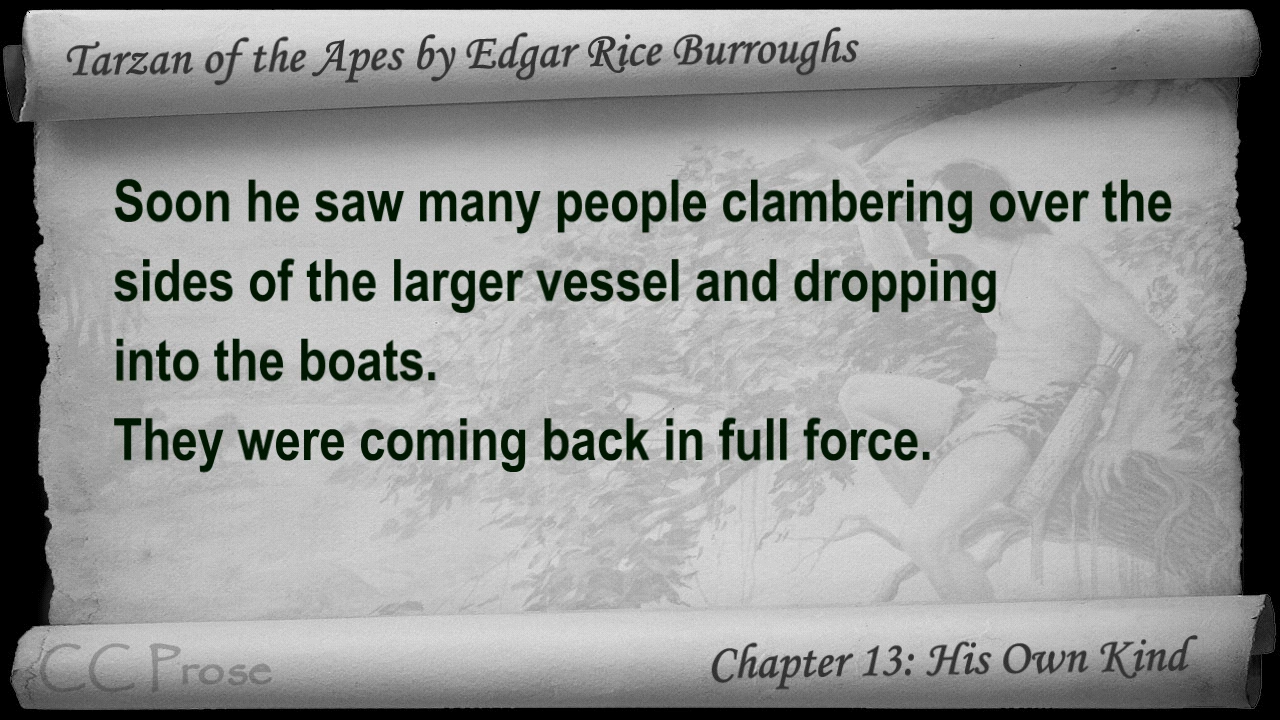 Tarzan of the Apes by Edgar Rice Burroughs
Soon he saw many people clambering over the
sides of the larger vessel and dropping
into the boats.
They were coming back in full force.
CC Prose
Chapter 13: His Own Kind